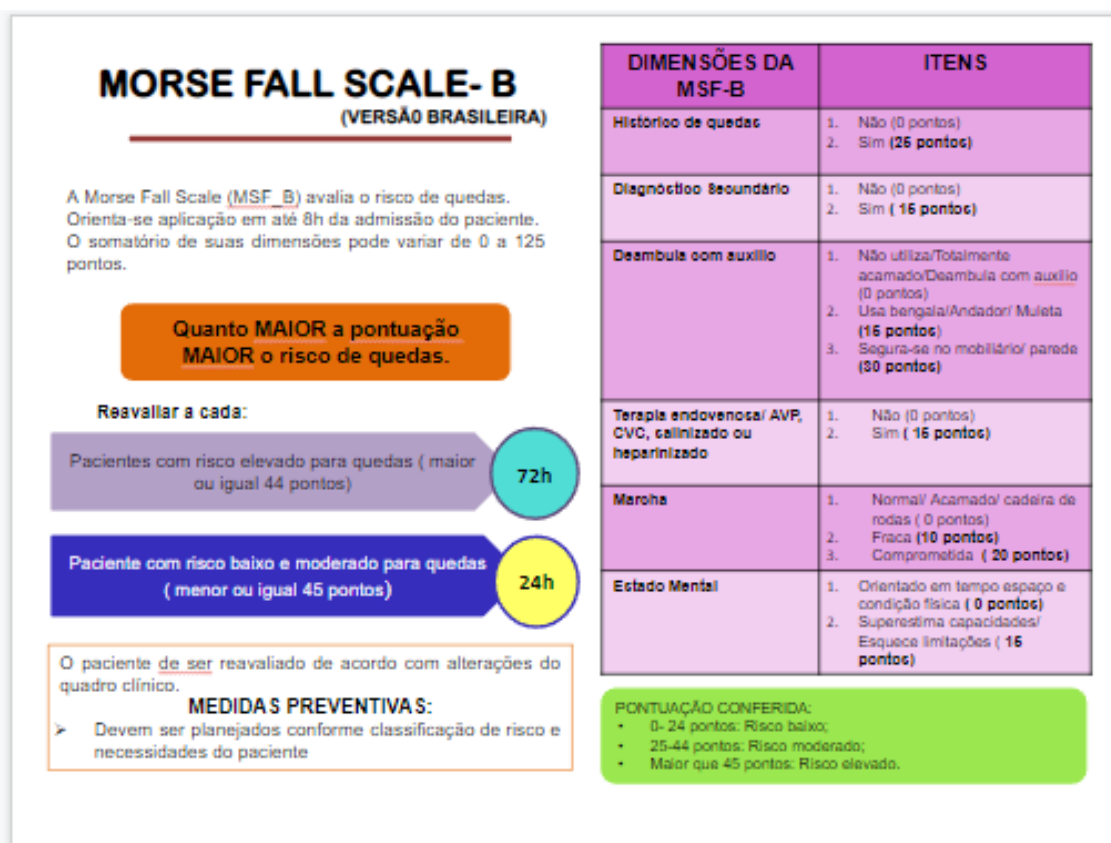 MORSE FALL SCALE- B
(VERSÃO BRASILEIRA)
A Morse Fall Scale (MSF_B) avalia o risco de quedas.
Orienta-se aplicação em até 8h da admissão do paciente.
O somatório de suas dimensões pode variar de 0 a 125
pontos.
Quanto MAIOR a pontuação
MAIOR o risco de quedas.
Reavaliar a cada:
Pacientes com risco elevado para quedas ( maior
ou igual 44 pontos)
72h
Paciente com risco baixo e moderado para quedas
( menor ou igual 45 pontos)
24h
O paciente de ser reavaliado de acordo com alterações do
quadro clínico.
MEDIDAS PREVENTIVAS:
➢ Devem ser planejados conforme classificação de risco e
necessidades do paciente
DIMENSÕES DA
MSF-B
ITENS
Histórico de quedas
1. Não (0 pontos)
2. Sim (25 pontos)
Diagnóstico Secundário
1. Não (0 pontos)
2. Sim ( 15 pontos)
Deambula com auxílio
1. Não utiliza/Totalmente
acamado/Deambula com auxílio
(0 pontos)
2. Usa bengala/Andador/ Muleta
(15 pontos)
3. Segura-se no mobiliário/ parede
(30 pontos)
Terapia endovenosa/ AVP,
CVC, salinizado ou
heparinizado
1. Não (0 pontos)
2. Sim ( 15 pontos)
Marcha
1. Normal/ Acamado/ cadeira de
rodas ( 0 pontos)
2. Fraca (10 pontos)
3. Comprometida ( 20 pontos)
Estado Mental
1. Orientado em tempo espaço e
condição física ( 0 pontos)
2. Superestima capacidades/
Esquece limitações ( 15
pontos)
PONTUAÇÃO CONFERIDA:
• 0- 24 pontos: Risco baixo;
• 25-44 pontos: Risco moderado;
• Maior que 45 pontos: Risco elevado.